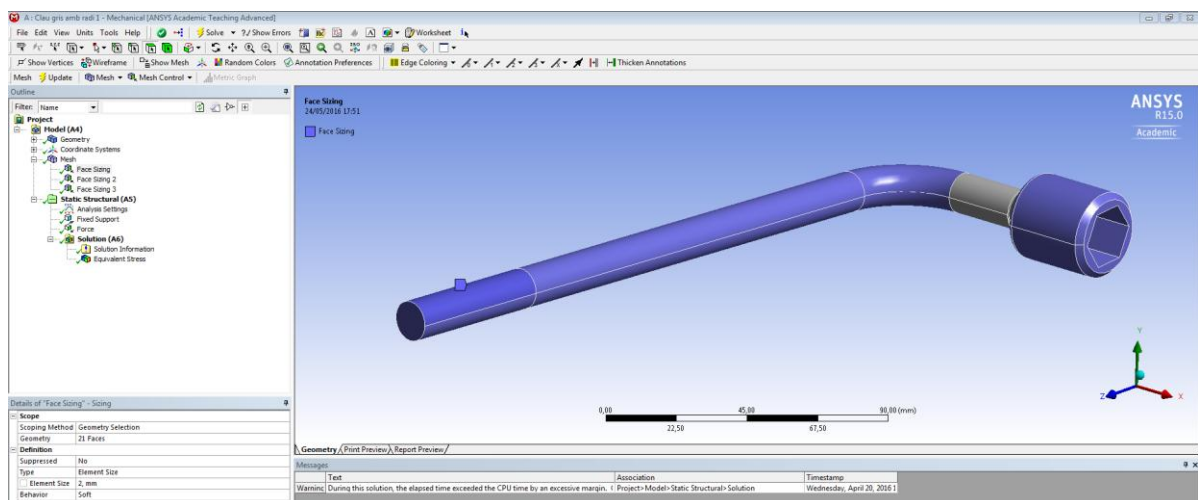 A : Clau gris amb radi 1 - Mechanical [ANSYS Academic Teaching Advanced]
File Edit View Units Tools Help Solve ?/ Show Errors Worksheet
Show Vertices Wireframe Show Mesh Random Colors Annotation Preferences Edge Coloring Thicken Annotations
Mesh Update Mesh Mesh Control Metric Graph
Outline
Filter: Name
Project
Model (A4)
Geometry
Coordinate Systems
Mesh
Face Sizing
Face Sizing 2
Face Sizing 3
Static Structural (A5)
Analysis Settings
Fixed Support
Force
Solution (A6)
Solution Information
Equivalent Stress
Details of "Face Sizing" - Sizing
Scope
Scoping Method Geometry Selection
Geometry 21 Faces
Definition
Suppressed No
Type Element Size
Element Size 2, mm
Behavior Soft
Face Sizing
24/05/2016 17:51
Face Sizing
ANSYS
R15.0
Academic
Y
Z X
0,00 45,00 90,00 (mm)
22,50 67,50
Geometry Print Preview Report Preview
Messages
Text Association Timestamp
Warning During this solution, the elapsed time exceeded the CPU time by an excessive margin. Project>Model>Static Structural>Solution Wednesday, April 20, 2016 1